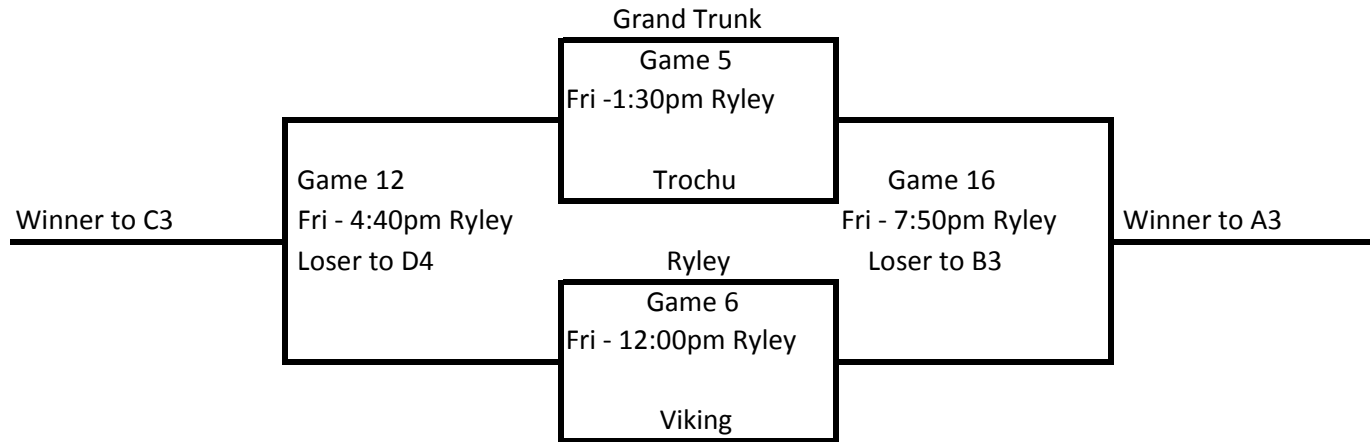 Grand Trunk
Game 5
Fri -1:30pm Ryley
Trochu
Game 12
Game 16
Winner to C3
Fri - 4:40pm Ryley
Fri - 7:50pm Ryley
Winner to A3
Loser to D4
Ryley
Loser to B3
Game 6
Fri - 12:00pm Ryley
Viking